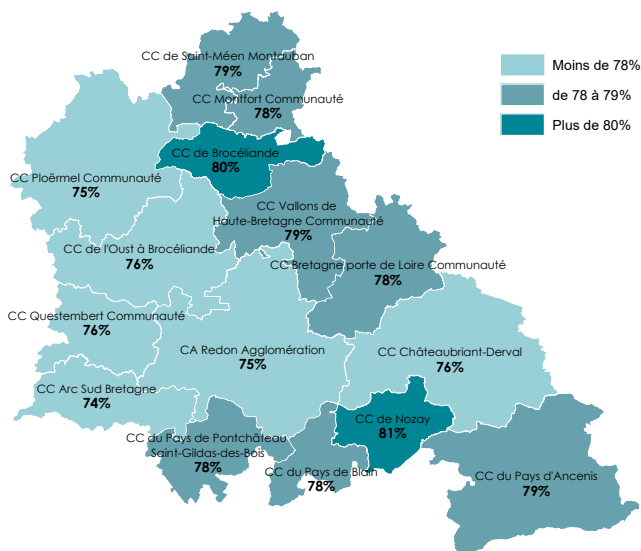 CC de Saint-Méen Montauban
79%
CC Montfort Communauté
78%
CC de Brocéliande
80%
CC Ploërmel Communauté
75%
CC Vallons de
Haute-Bretagne Communauté
79%
CC de l'Oust à Brocéliande
76%
CC Bretagne porte de Loire Communauté
78%
CC Questembert Communauté
76%
CA Redon Agglomération
75%
CC Châteaubriant-Derval
76%
CC Arc Sud Bretagne
74%
CC de Nozay
81%
CC du Pays de Pontchâteau
Saint-Gildas-des-Bois
78%
CC du Pays de Blain
78%
CC du Pays d'Ancenis
79%
Moins de 78%
de 78 à 79%
Plus de 80%